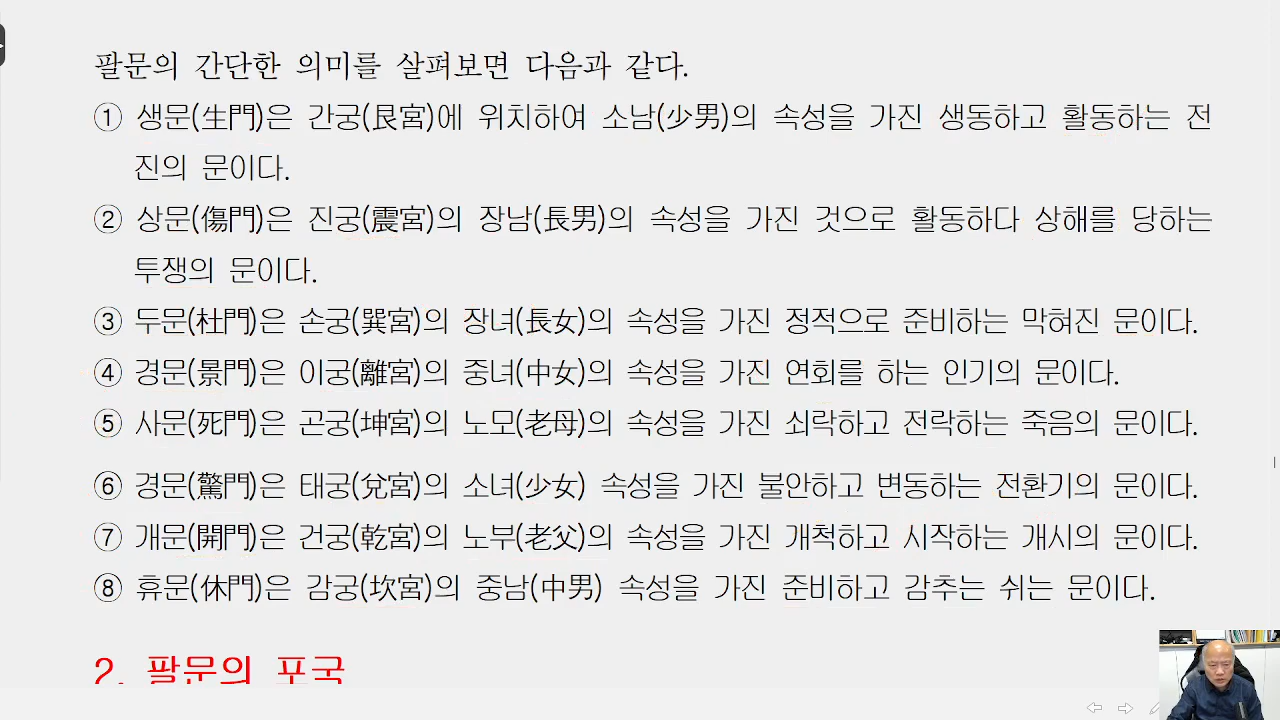 팔문의 간단한 의미를 살펴보면 다음과 같다.
① 생문(生門)은 간궁(艮宮)에 위치하여 소남(少男)의 속성을 가진 생동하고 활동하는 전
진의 문이다.
② 상문(傷門)은 진궁(震宮)의 장남(長男)의 속성을 가진 것으로 활동하다 상해를 당하는
투쟁의 문이다.
③ 두문(杜門)은 손궁(巽宮)의 장녀(長女)의 속성을 가진 정적으로 준비하는 막혀진 문이다.
④ 경문(景門)은 이궁(離宮)의 중녀(中女)의 속성을 가진 연회를 하는 인기의 문이다.
⑤ 사문(死門)은 곤궁(坤宮)의 노모(老母)의 속성을 가진 쇠락하고 전락하는 죽음의 문이다.
⑥ 경문(驚門)은 태궁(兌宮)의 소녀(少女) 속성을 가진 불안하고 변동하는 전환기의 문이다.
⑦ 개문(開門)은 건궁(乾宮)의 노부(老父)의 속성을 가진 개척하고 시작하는 개시의 문이다.
⑧ 휴문(休門)은 감궁(坎宮)의 중남(中男) 속성을 가진 준비하고 감추는 쉬는 문이다.
2. 팔문의 포국